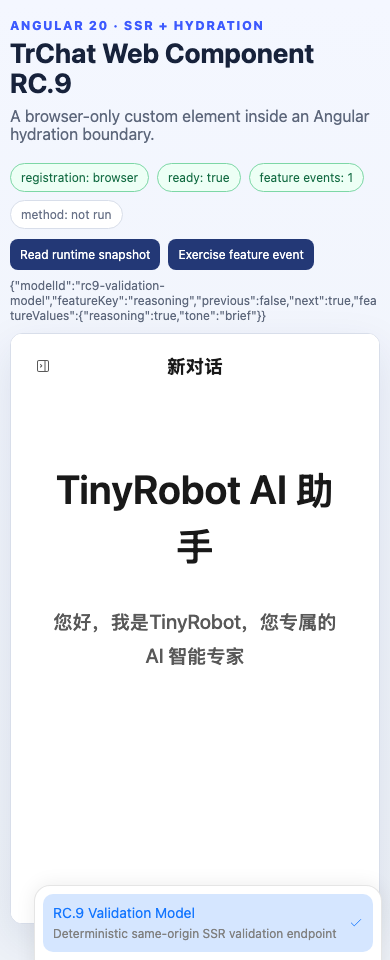 ANGULAR 20 · SSR + HYDRATION
TrChat Web Component
RC.9
A browser-only custom element inside an Angular
hydration boundary.
registration: browser
ready: true
feature events: 1
method: not run
Read runtime snapshot
Exercise feature event
{"modelId":"rc9-validation-
model","featureKey":"reasoning","previous":false,"next":true,"fea
tureValues":{"reasoning":true,"tone":"brief"}}
新对话
TinyRobot AI 助
手
您好，我是TinyRobot，您专属的
AI 智能专家
RC.9 Validation Model
Deterministic same-origin SSR validation endpoint